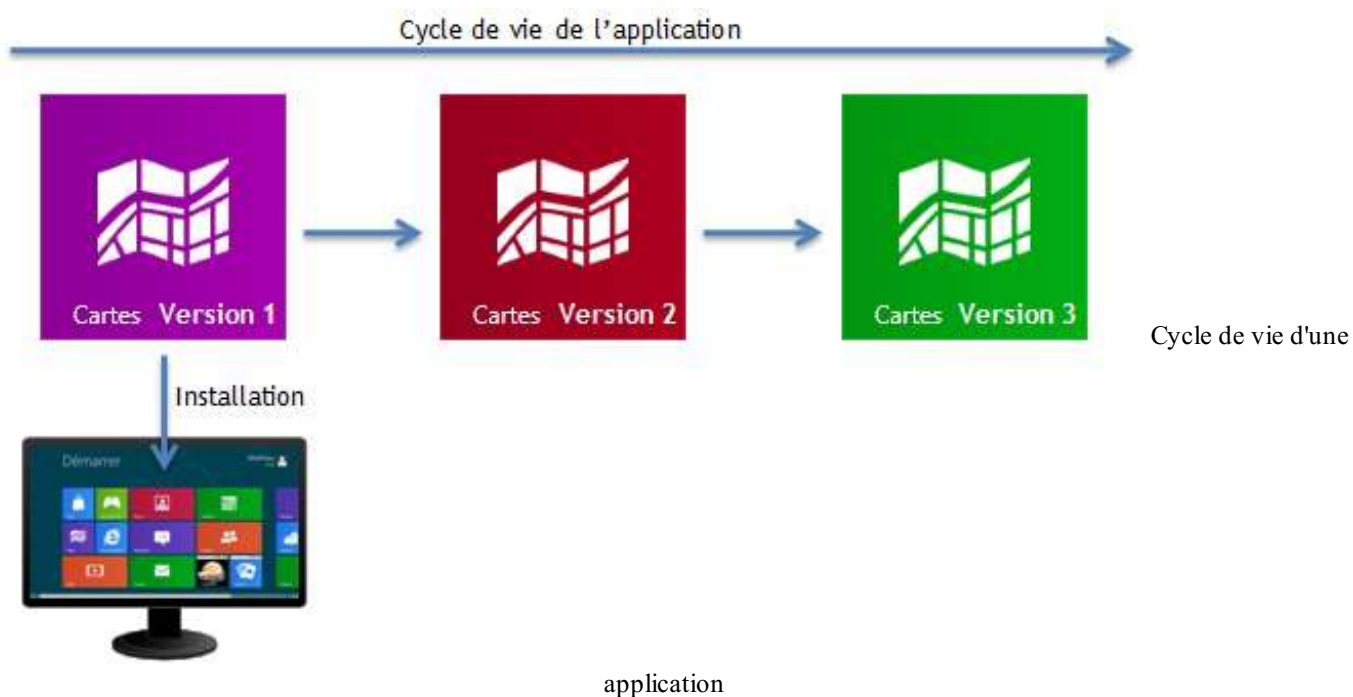 Cycle de vie de l’application
Cartes Version 1
Cartes Version 2
Cartes Version 3
Cycle de vie d'une
Installation
Démarrer
application